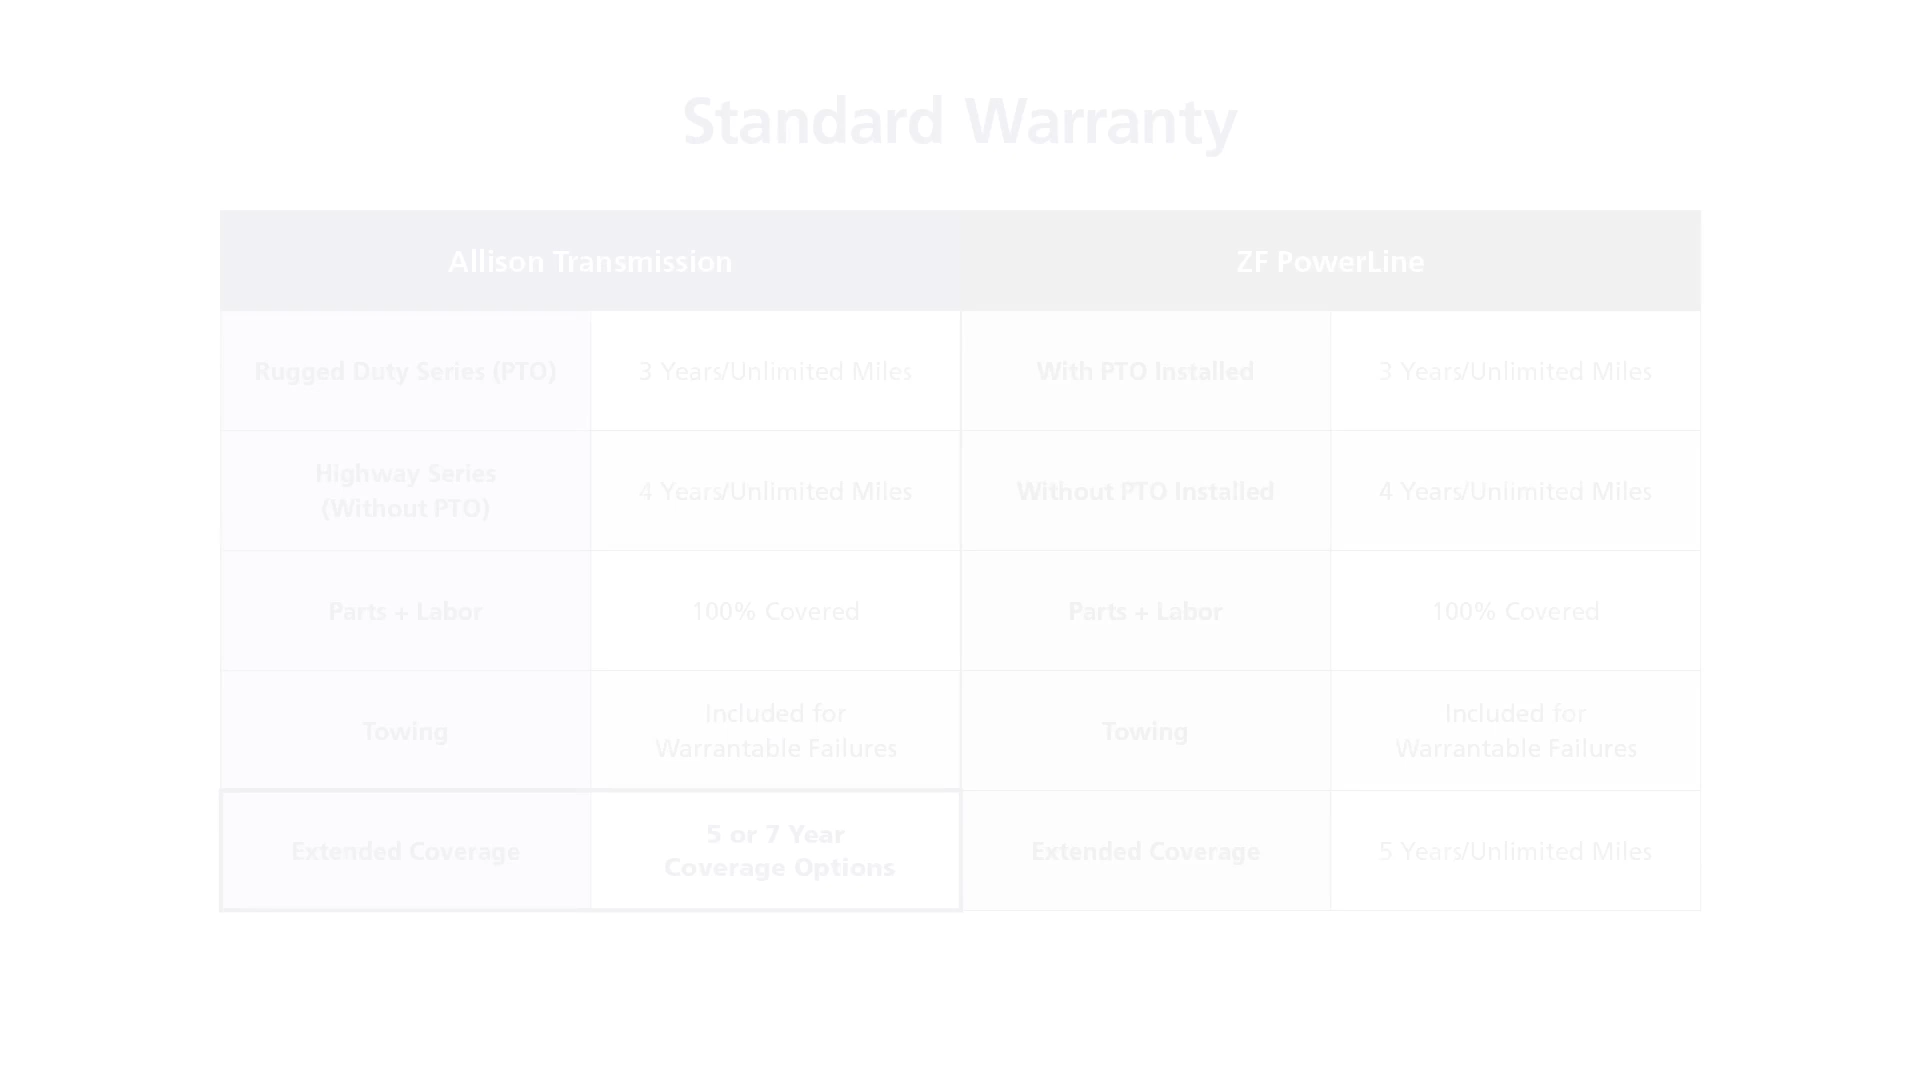 Standard Warranty
Allison Transmission
ZF PowerLine
Rugged Duty Series (PTO)
3 Years/Unlimited Miles
With PTO Installed
3 Years/Unlimited Miles
Highway Series
(Without PTO)
4 Years/Unlimited Miles
Without PTO Installed
4 Years/Unlimited Miles
Parts + Labor
100% Covered
Parts + Labor
100% Covered
Towing
Included for
Warrantable Failures
Towing
Included for
Warrantable Failures
Extended Coverage
5 or 7 Year
Coverage Options
Extended Coverage
5 Years/Unlimited Miles